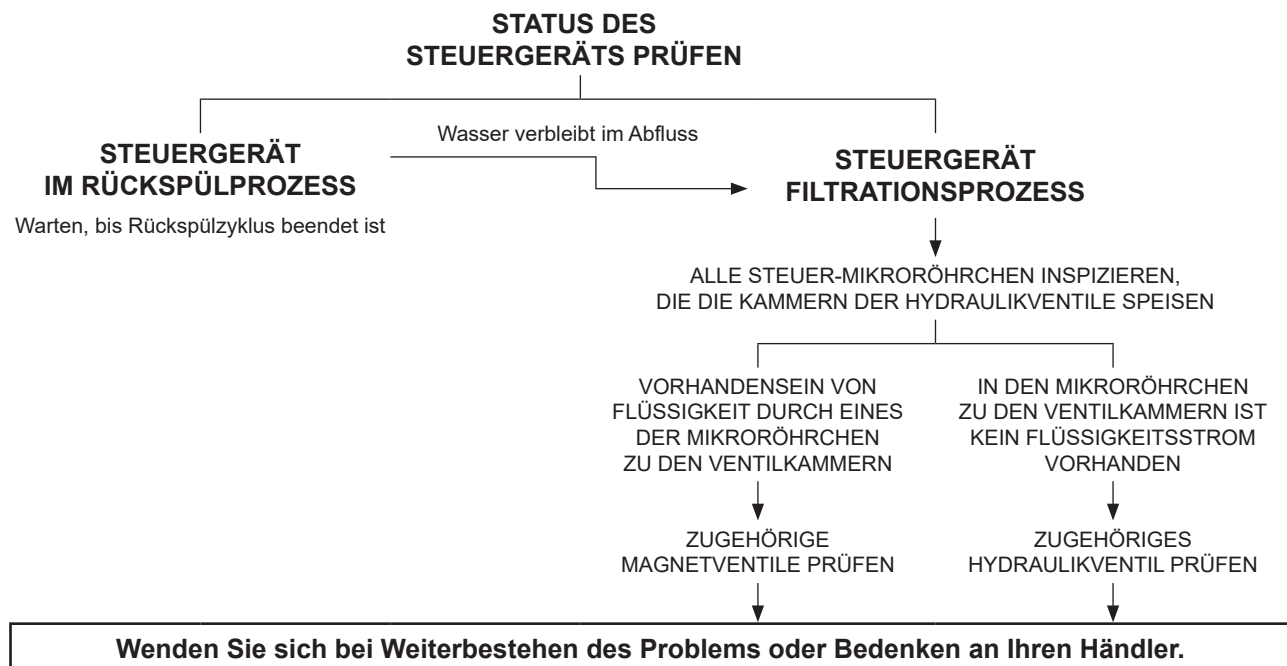 STATUS DES
STEUERGERÄTS PRÜFEN
STEUERGERÄT
IM RÜCKSPÜLPROZESS
Warten, bis Rückspülzyklus beendet ist
Wasser verbleibt im Abfluss
STEUERGERÄT
FILTRATIONSPROZESS
ALLE STEUER-MIKRORÖHRCHEN INSPIZIEREN,
DIE DIE KAMMERN DER HYDRAULIKVENTILE SPEISEN
VORHANDENSEIN VON
FLÜSSIGKEIT DURCH EINES
DER MIKRORÖHRCHEN
ZU DEN VENTILKAMMERN
IN DEN MIKRORÖHRCHEN
ZU DEN VENTILKAMMERN IST
KEIN FLÜSSIGKEITSSTROM
VORHANDEN
ZUGEHÖRIGE
MAGNETVENTILE PRÜFEN
ZUGEHÖRIGES
HYDRAULIKVENTIL PRÜFEN
Wenden Sie sich bei Weiterbestehen des Problems oder Bedenken an Ihren Händler.